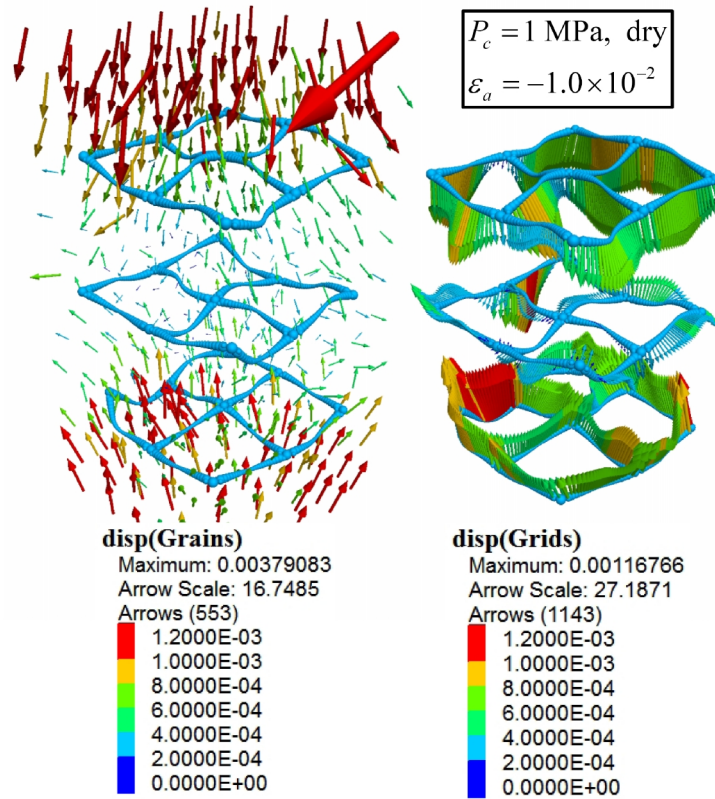 P_c = 1 MPa, dry
ε_a = −1.0×10⁻²
disp(Grains)
Maximum: 0.00379083
Arrow Scale: 16.7485
Arrows (553)
1.2000E-03
1.0000E-03
8.0000E-04
6.0000E-04
4.0000E-04
2.0000E-04
0.0000E+00
disp(Grids)
Maximum: 0.00116766
Arrow Scale: 27.1871
Arrows (1143)
1.2000E-03
1.0000E-03
8.0000E-04
6.0000E-04
4.0000E-04
2.0000E-04
0.0000E+00